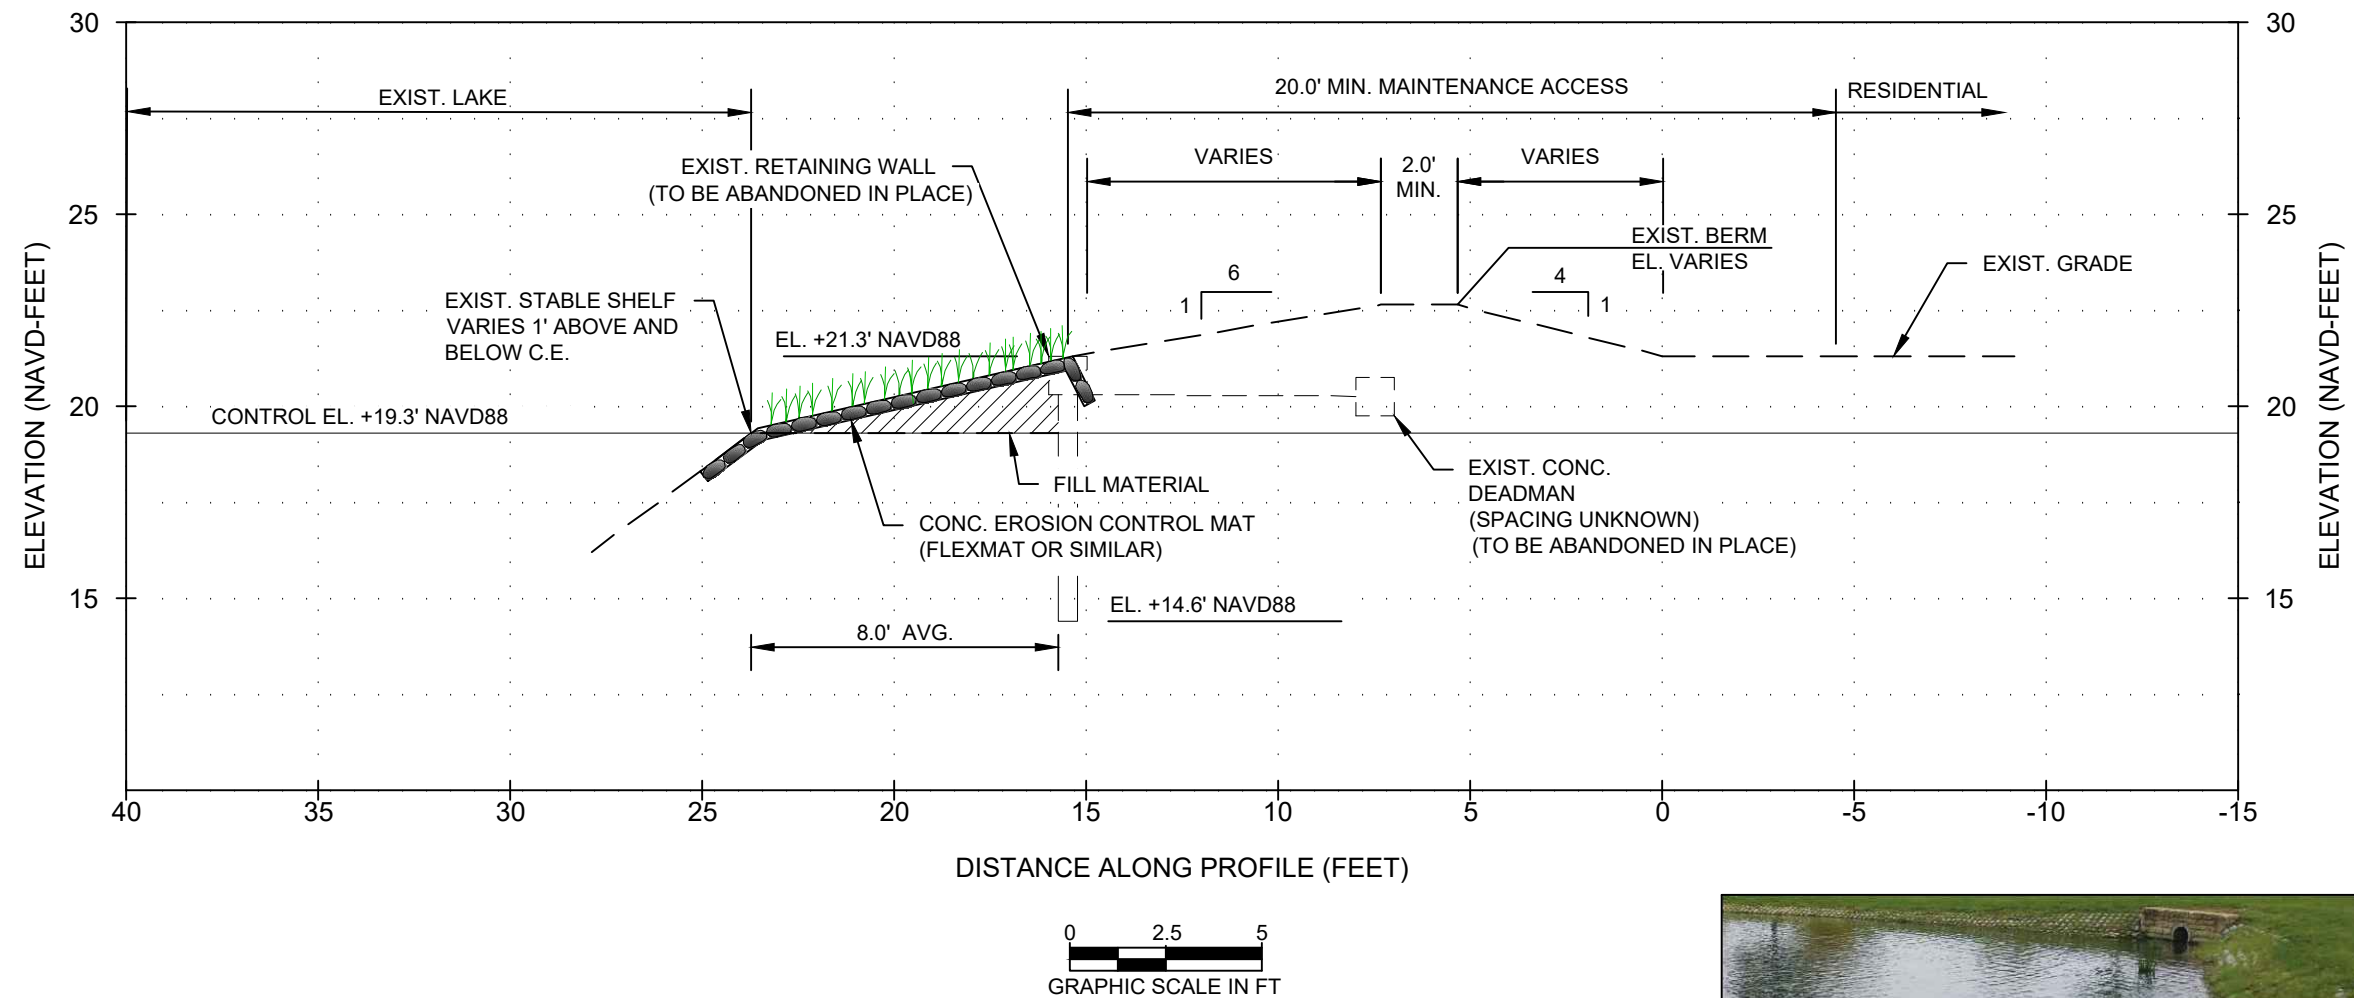 30
30
EXIST. LAKE
20.0' MIN. MAINTENANCE ACCESS
RESIDENTIAL
EXIST. RETAINING WALL
(TO BE ABANDONED IN PLACE)
VARIES
2.0'
MIN.
VARIES
25
25
EXIST. BERM
EL. VARIES
EXIST. GRADE
6
1
4
1
EXIST. STABLE SHELF
VARIES 1' ABOVE AND
BELOW C.E.
EL. +21.3' NAVD88
ELEVATION (NAVD-FEET)
ELEVATION (NAVD-FEET)
20
20
CONTROL EL. +19.3' NAVD88
FILL MATERIAL
CONC. EROSION CONTROL MAT
(FLEXMAT OR SIMILAR)
EXIST. CONC.
DEADMAN
(SPACING UNKNOWN)
(TO BE ABANDONED IN PLACE)
15
15
EL. +14.6' NAVD88
8.0' AVG.
40 35 30 25 20 15 10 5 0 -5 -10 -15
DISTANCE ALONG PROFILE (FEET)
0 2.5 5
GRAPHIC SCALE IN FT